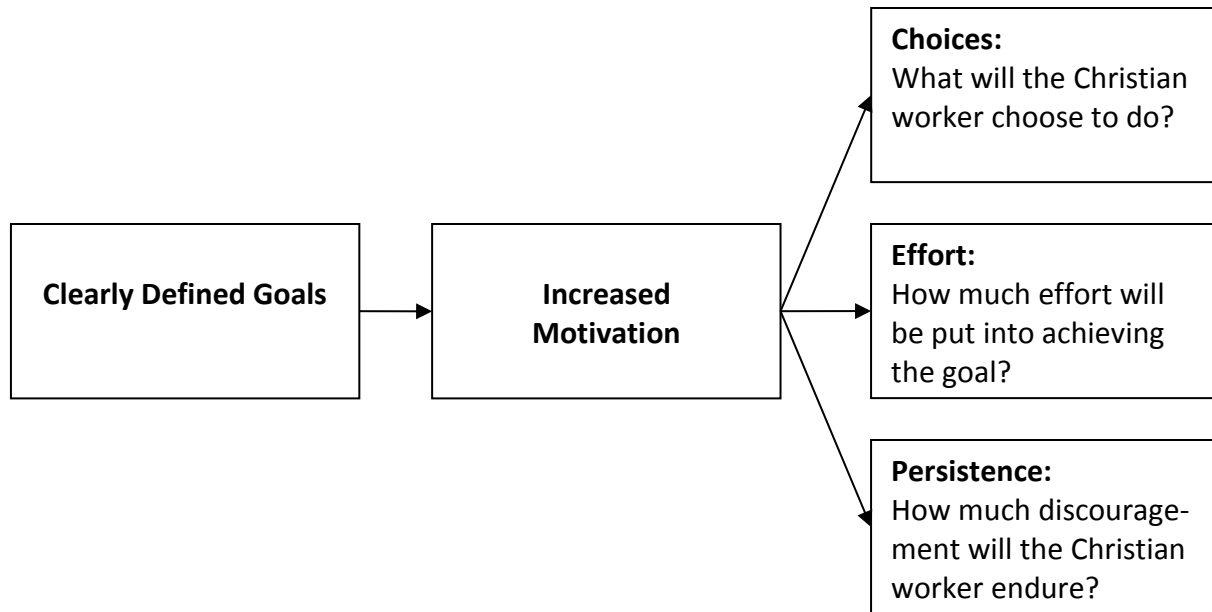 Choices:
What will the Christian
worker choose to do?
Clearly Defined Goals
Increased
Motivation
Effort:
How much effort will
be put into achieving
the goal?
Persistence:
How much discourage-
ment will the Christian
worker endure?